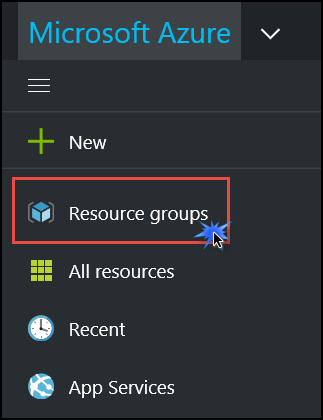 Microsoft Azure
New
Resource groups
All resources
Recent
App Services